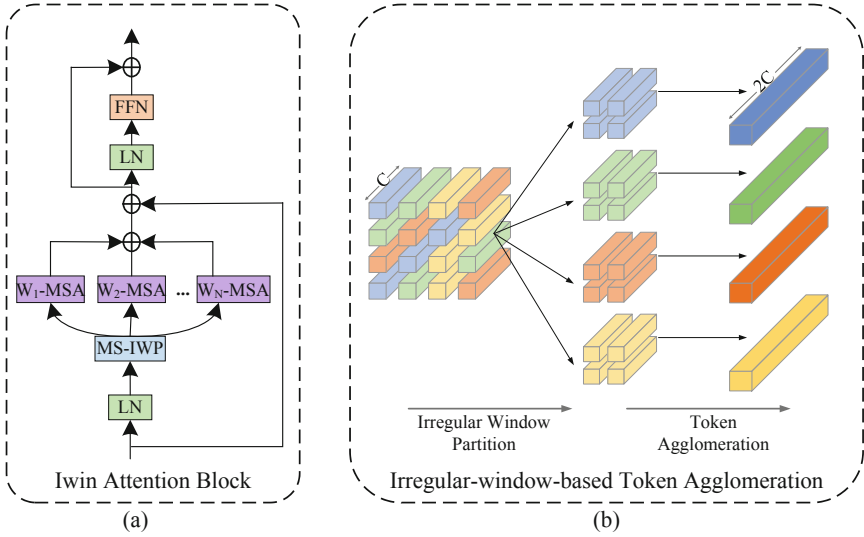 FFN
LN
W1-MSA W2-MSA ... WN-MSA
MS-IWP
LN
Iwin Attention Block
(a)
C
2C
Irregular Window
Partition
Token
Agglomeration
Irregular-window-based Token Agglomeration
(b)